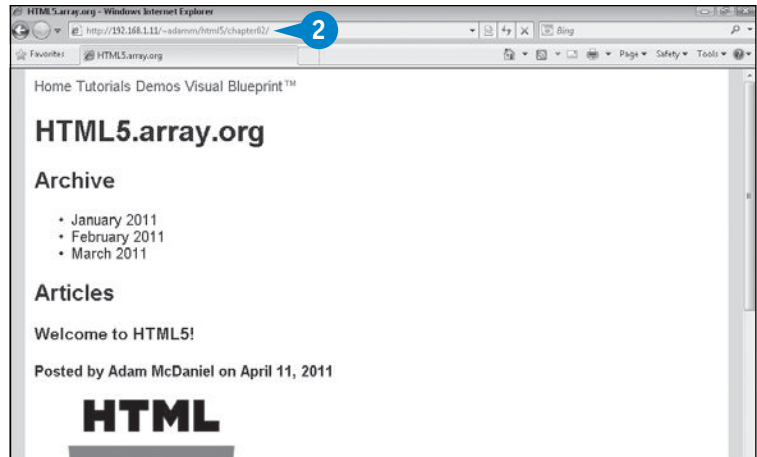 HTML5.array.org - Windows Internet Explorer
http://192.168.1.11/~adamm/html5/chapter02/
2
Bing
Favorites
HTML5.array.org
Page
Safety
Tools
Home Tutorials Demos Visual Blueprint™
HTML5.array.org
Archive
• January 2011
• February 2011
• March 2011
Articles
Welcome to HTML5!
Posted by Adam McDaniel on April 11, 2011
HTML